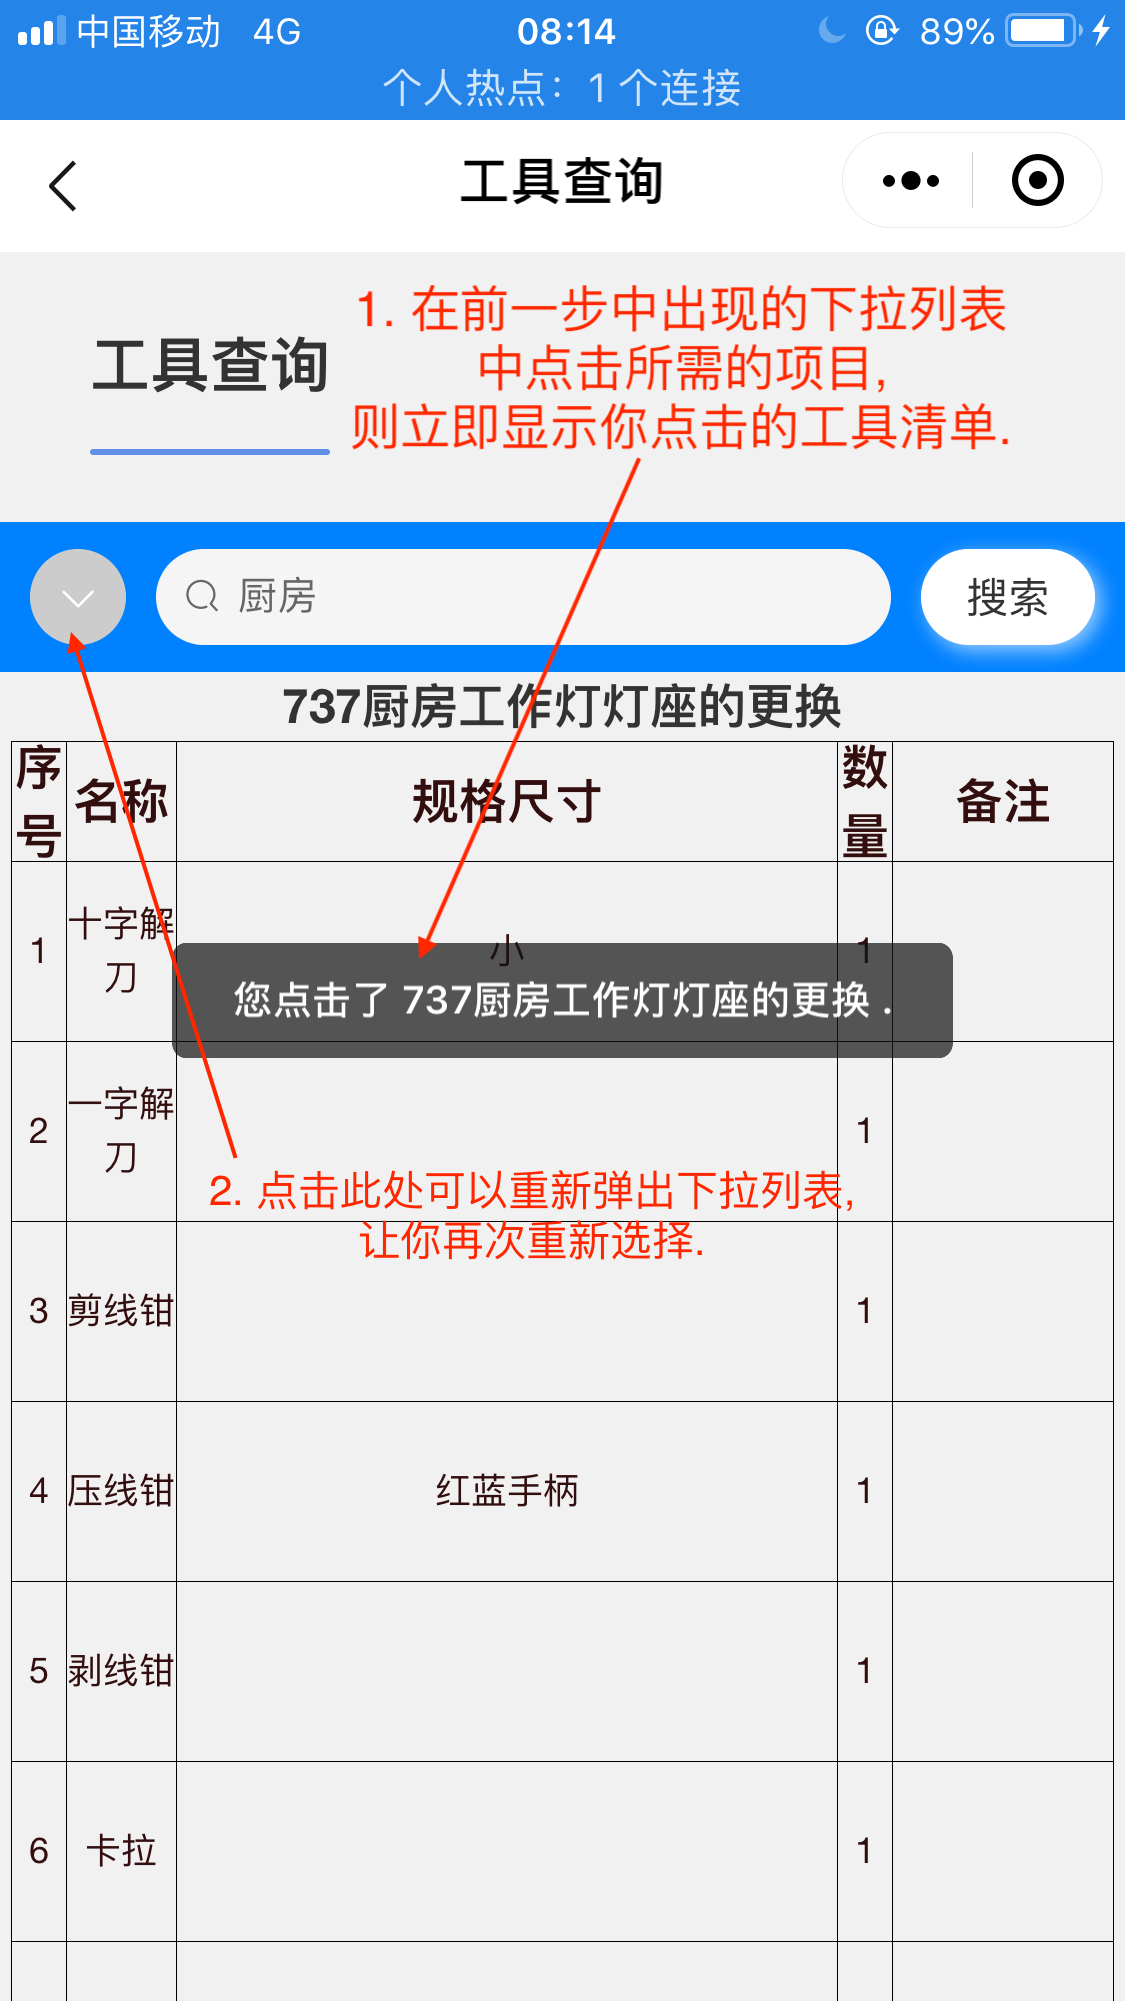 中国移动 4G 08:14 89%
个人热点：1 个连接
工具查询
1. 在前一步中出现的下拉列表
中点击所需的项目,
则立即显示你点击的工具清单.
工具查询
厨房 搜索
737厨房工作灯灯座的更换
序号 名称 规格尺寸 数量 备注
1 十字解刀 小 1
您点击了 737厨房工作灯灯座的更换 .
2 一字解刀 1
2. 点击此处可以重新弹出下拉列表,
让你再次重新选择.
3 剪线钳 1
4 压线钳 红蓝手柄 1
5 剥线钳 1
6 卡拉 1